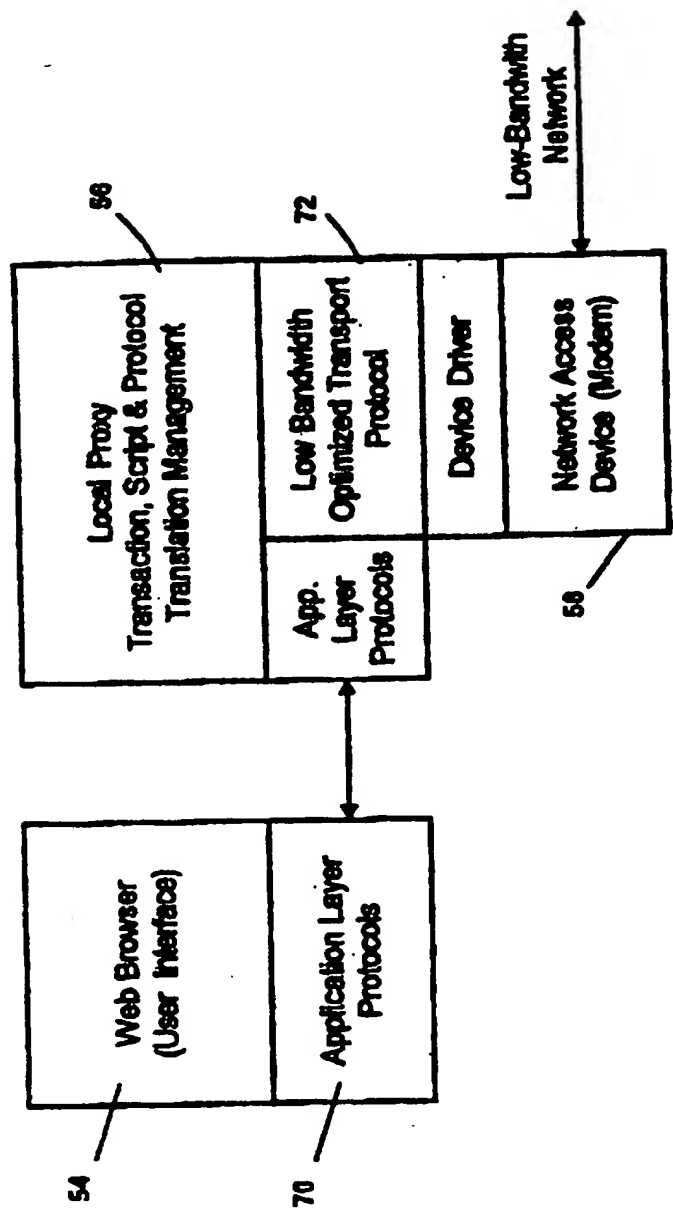 54
Web Browser
(User Interface)
70
Application Layer
Protocols
56
Local Proxy
Transaction, Script & Protocol
Translation Management
App.
Layer
Protocols
72
Low Bandwidth
Optimized Transport
Protocol
Device Driver
58
Network Access
Device (Modem)
Low-Bandwith
Network